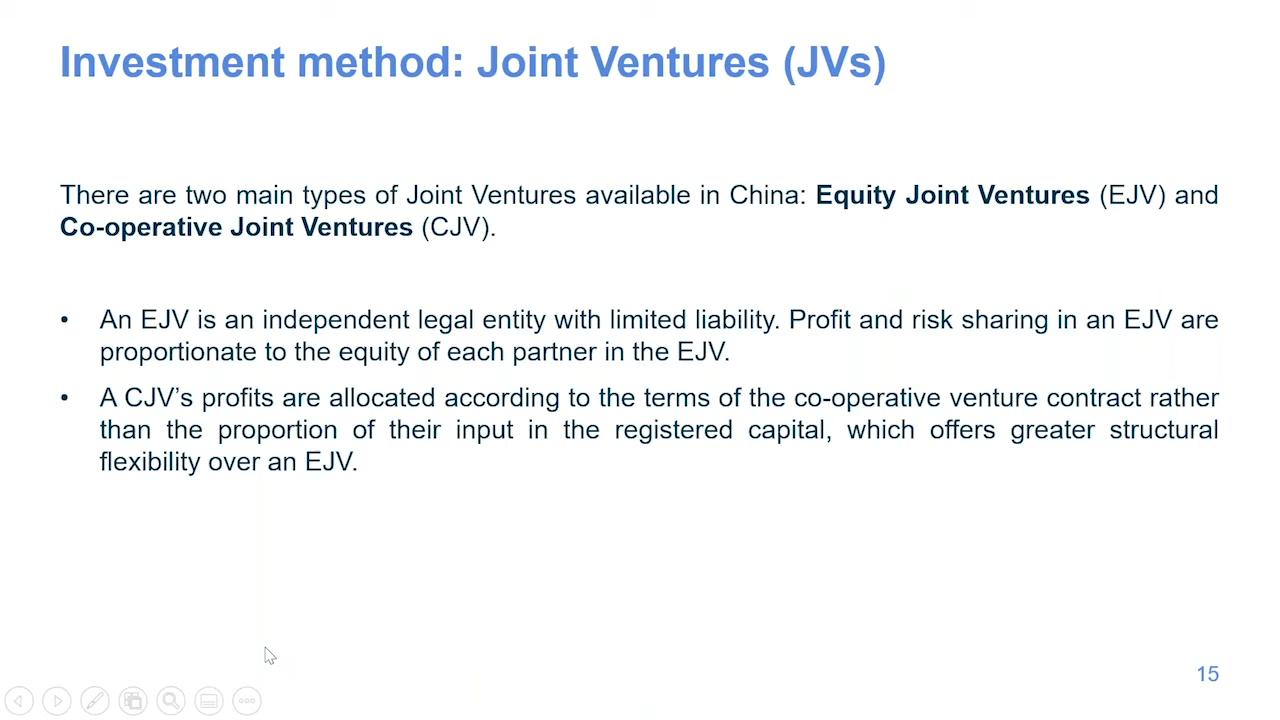 Investment method: Joint Ventures (JVs)
There are two main types of Joint Ventures available in China: Equity Joint Ventures (EJV) and
Co-operative Joint Ventures (CJV).
• An EJV is an independent legal entity with limited liability. Profit and risk sharing in an EJV are
proportionate to the equity of each partner in the EJV.
• A CJV’s profits are allocated according to the terms of the co-operative venture contract rather
than the proportion of their input in the registered capital, which offers greater structural
flexibility over an EJV.
15